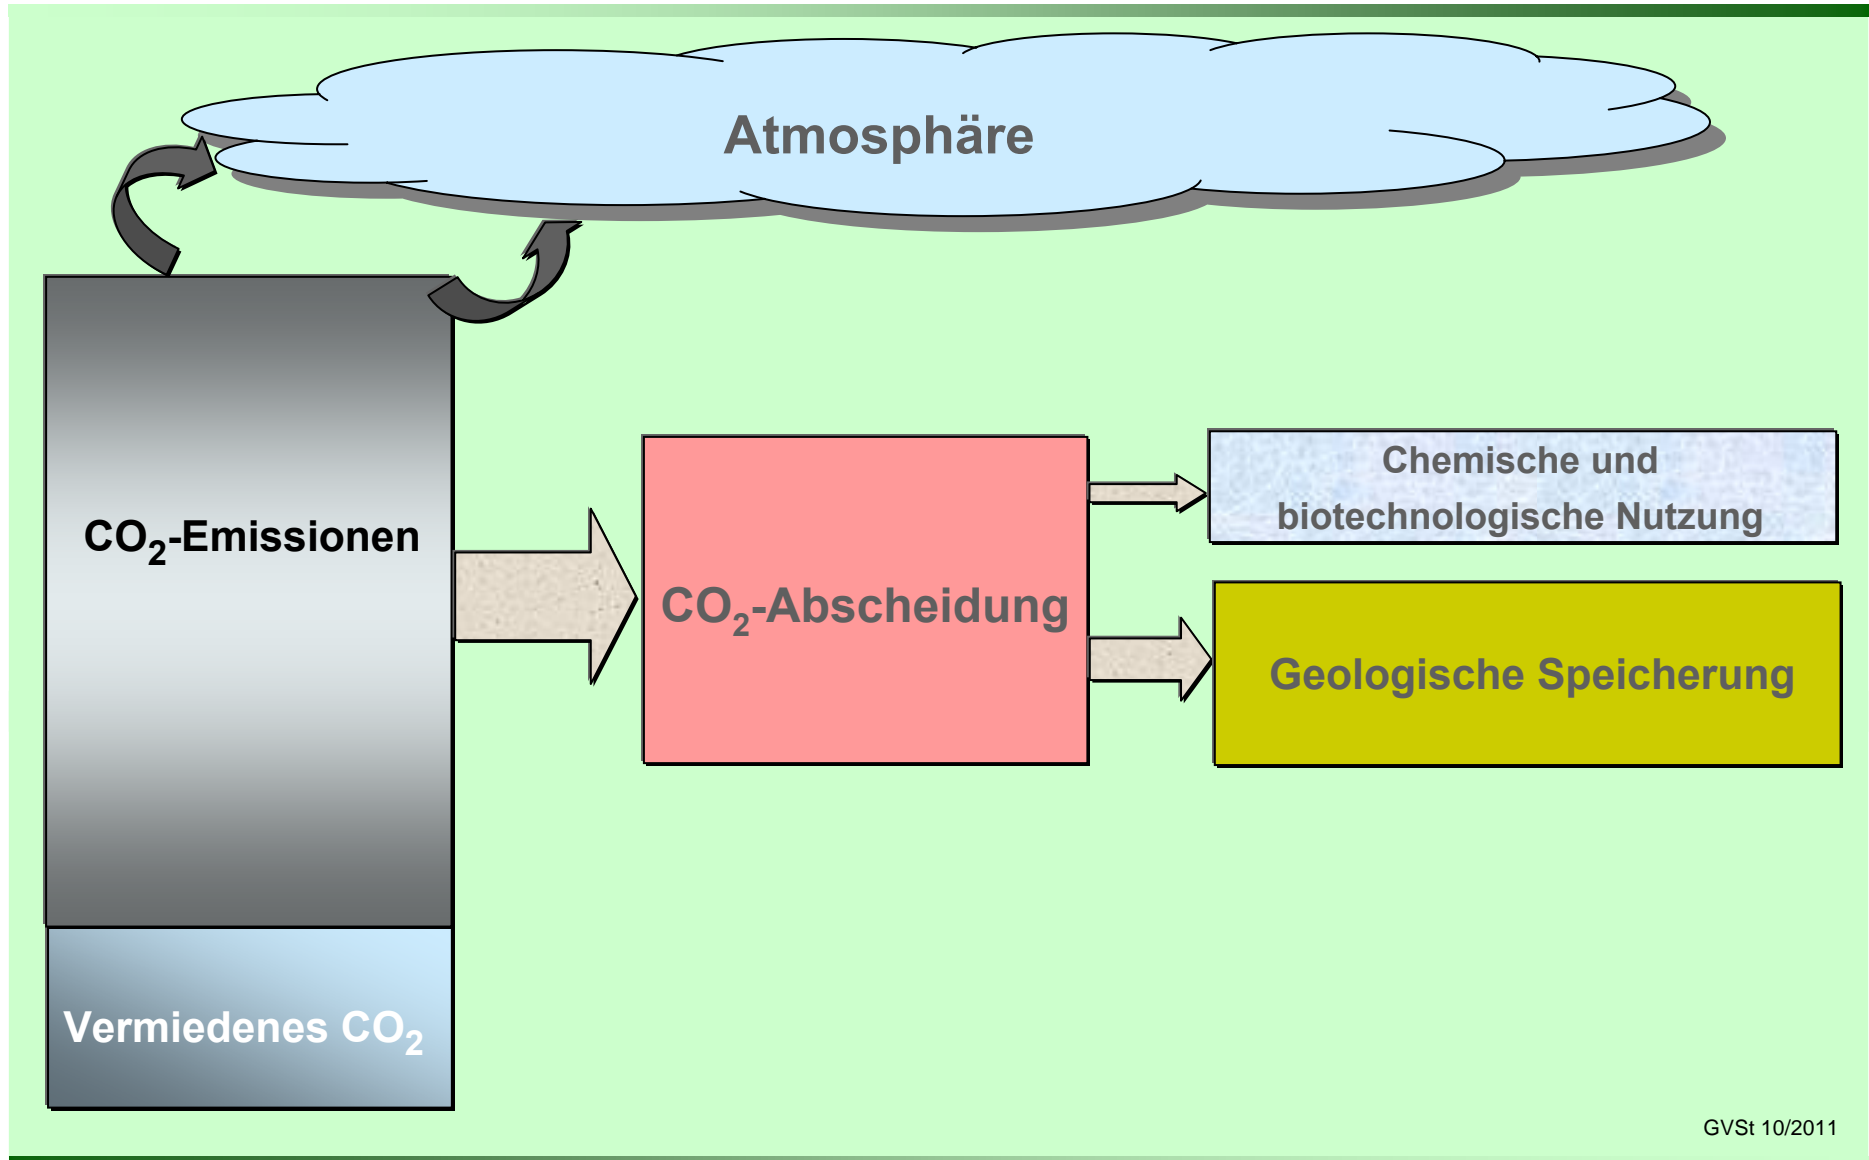 Atmosphäre
CO₂-Emissionen
CO₂-Abscheidung
Chemische und
biotechnologische Nutzung
Geologische Speicherung
Vermiedenes CO₂
GVSt 10/2011